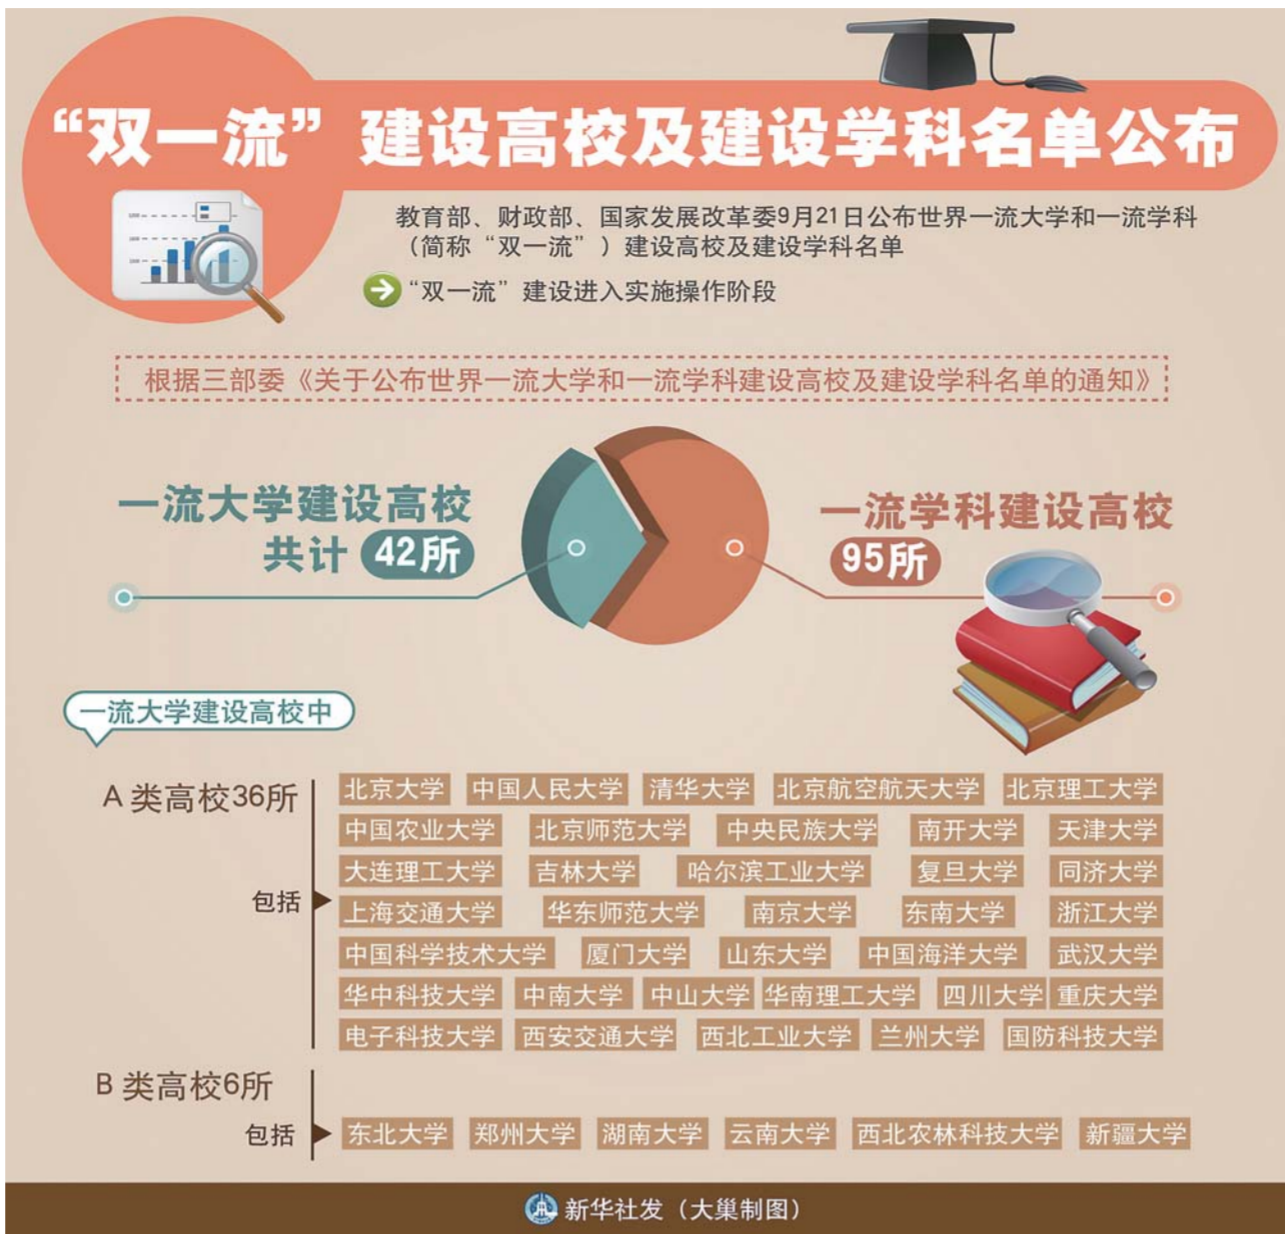 “双一流” 建设高校及建设学科名单公布
教育部、财政部、国家发展改革委9月21日公布世界一流大学和一流学科
（简称“双一流”）建设高校及建设学科名单
“双一流”建设进入实施操作阶段
根据三部委《关于公布世界一流大学和一流学科建设高校及建设学科名单的通知》
一流大学建设高校
共计 42所
一流学科建设高校
95所
一流大学建设高校中
A 类高校36所
包括
北京大学 中国人民大学 清华大学 北京航空航天大学 北京理工大学
中国农业大学 北京师范大学 中央民族大学 南开大学 天津大学
大连理工大学 吉林大学 哈尔滨工业大学 复旦大学 同济大学
上海交通大学 华东师范大学 南京大学 东南大学 浙江大学
中国科学技术大学 厦门大学 山东大学 中国海洋大学 武汉大学
华中科技大学 中南大学 中山大学 华南理工大学 四川大学 重庆大学
电子科技大学 西安交通大学 西北工业大学 兰州大学 国防科技大学
B 类高校6所
包括
东北大学 郑州大学 湖南大学 云南大学 西北农林科技大学 新疆大学
新华社发（大巢制图）